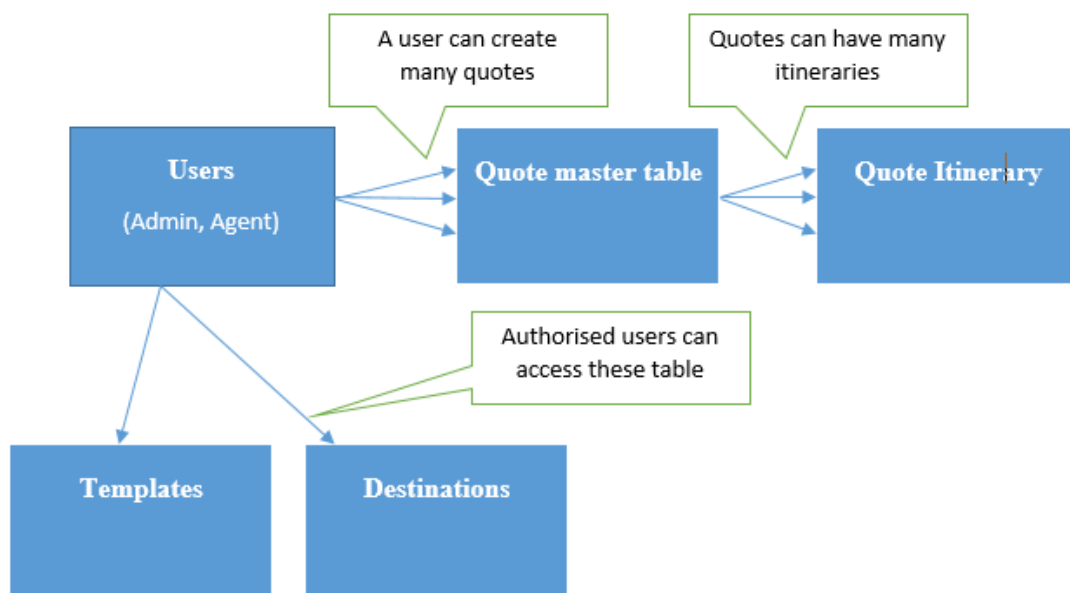 A user can create
many quotes
Quotes can have many
itineraries
Users
(Admin, Agent)
Quote master table
Quote Itinerary
Authorised users can
access these table
Templates
Destinations